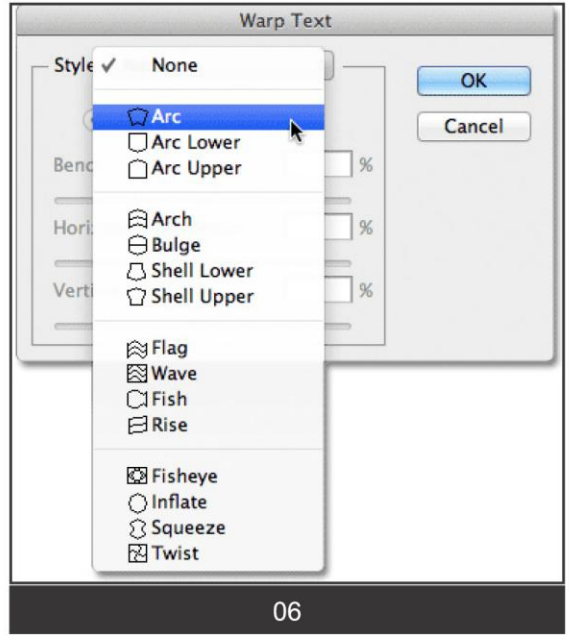 Warp Text
Style
✓ None
OK
Arc
Cancel
Arc Lower
Arc Upper
%
Arch
%
Bulge
Shell Lower
Shell Upper
%
Flag
Wave
Fish
Rise
Fisheye
Inflate
Squeeze
Twist
06